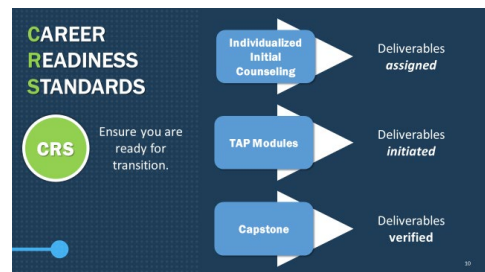 CAREER
READINESS
STANDARDS
CRS
Ensure you are
ready for
transition.
Individualized
Initial
Counseling
Deliverables
assigned
TAP Modules
Deliverables
initiated
Capstone
Deliverables
verified
10